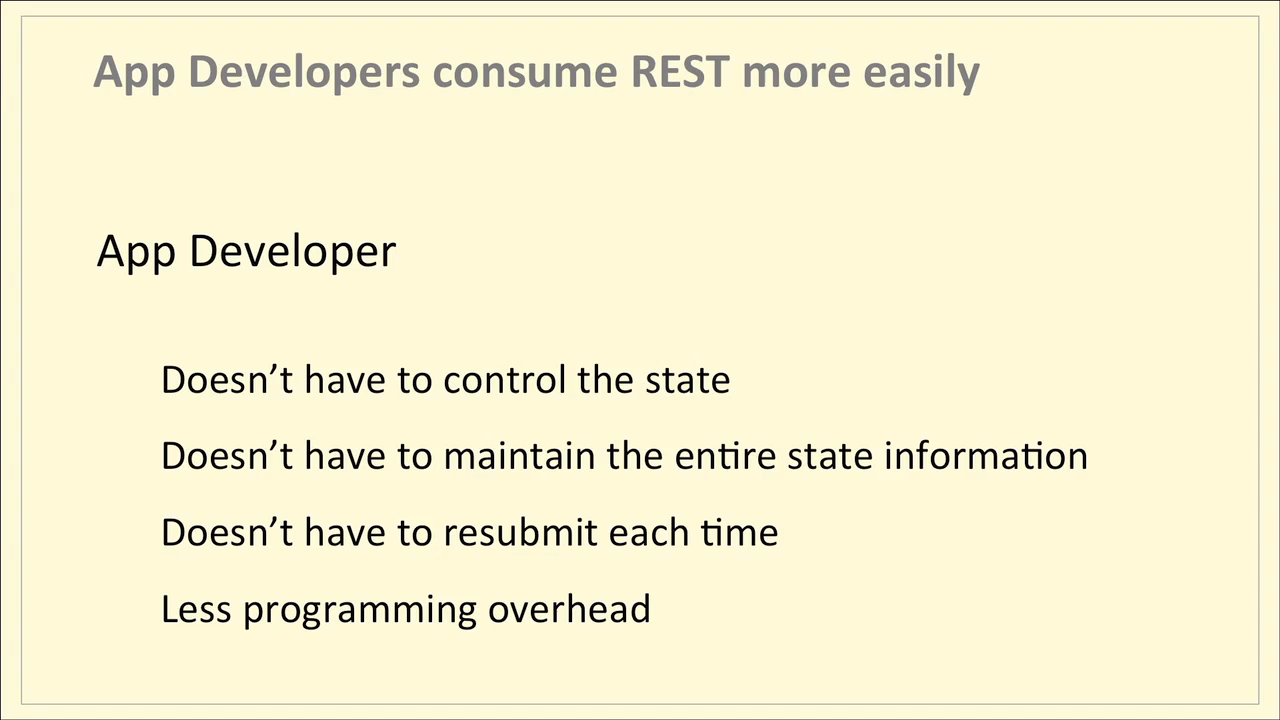 App Developers consume REST more easily
App Developer
Doesn’t have to control the state
Doesn’t have to maintain the entire state information
Doesn’t have to resubmit each time
Less programming overhead